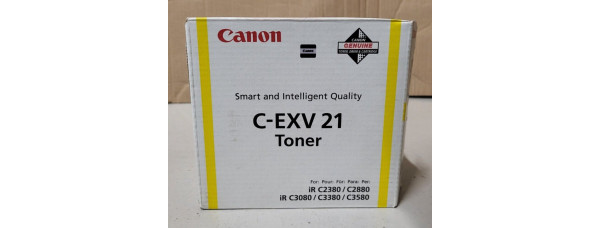 Canon
CANON
GENUINE
Smart and Intelligent Quality
C-EXV 21
Toner
For: Pour: Für: Para: Per:
iR C2380 / C2880
iR C3080 / C3380 / C3580